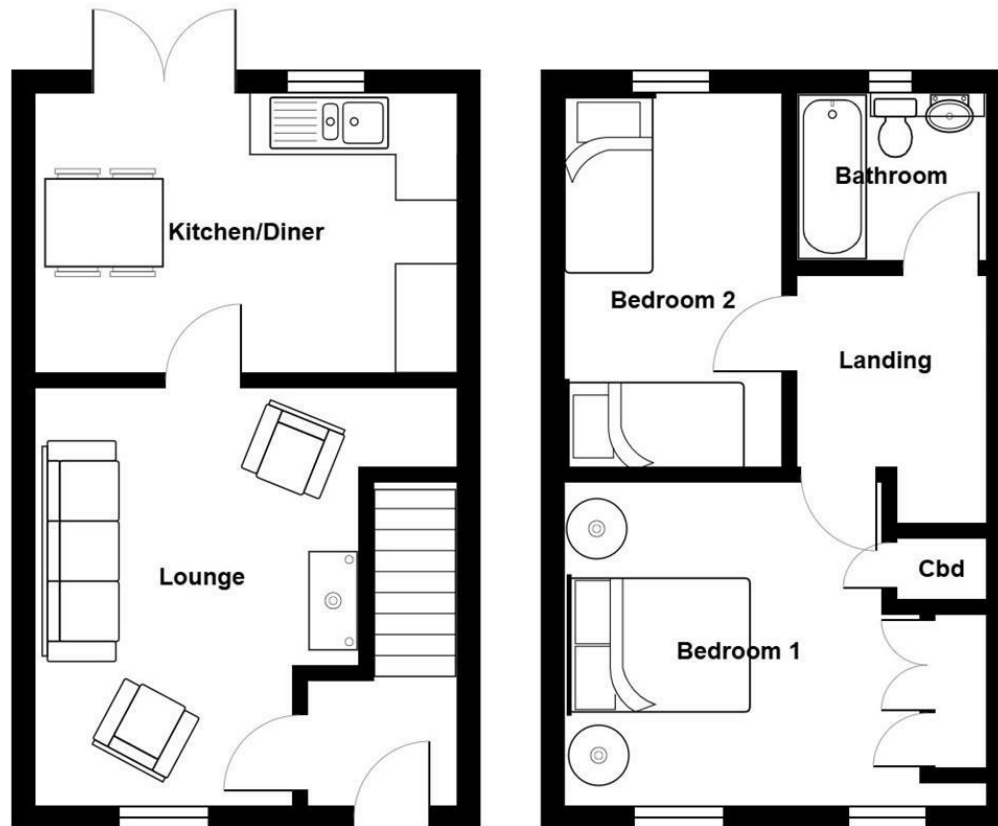 Kitchen/Diner
Lounge
Bathroom
Bedroom 2
Landing
Cbd
Bedroom 1